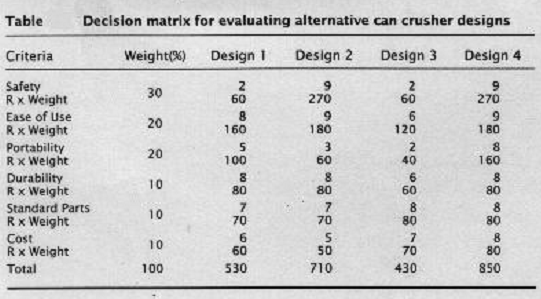 Table Decision matrix for evaluating alternative can crusher designs
Criteria Weight(%) Design 1 Design 2 Design 3 Design 4
Safety 2 9 2 9
R x Weight 30 60 270 60 270
Ease of Use 8 9 6 9
R x Weight 20 160 180 120 180
Portability 5 3 2 8
R x Weight 20 100 60 40 160
Durability 8 8 6 8
R x Weight 10 80 80 60 80
Standard Parts 7 7 8 8
R x Weight 10 70 70 80 80
Cost 6 5 7 8
R x Weight 10 60 50 70 80
Total 100 530 710 430 850